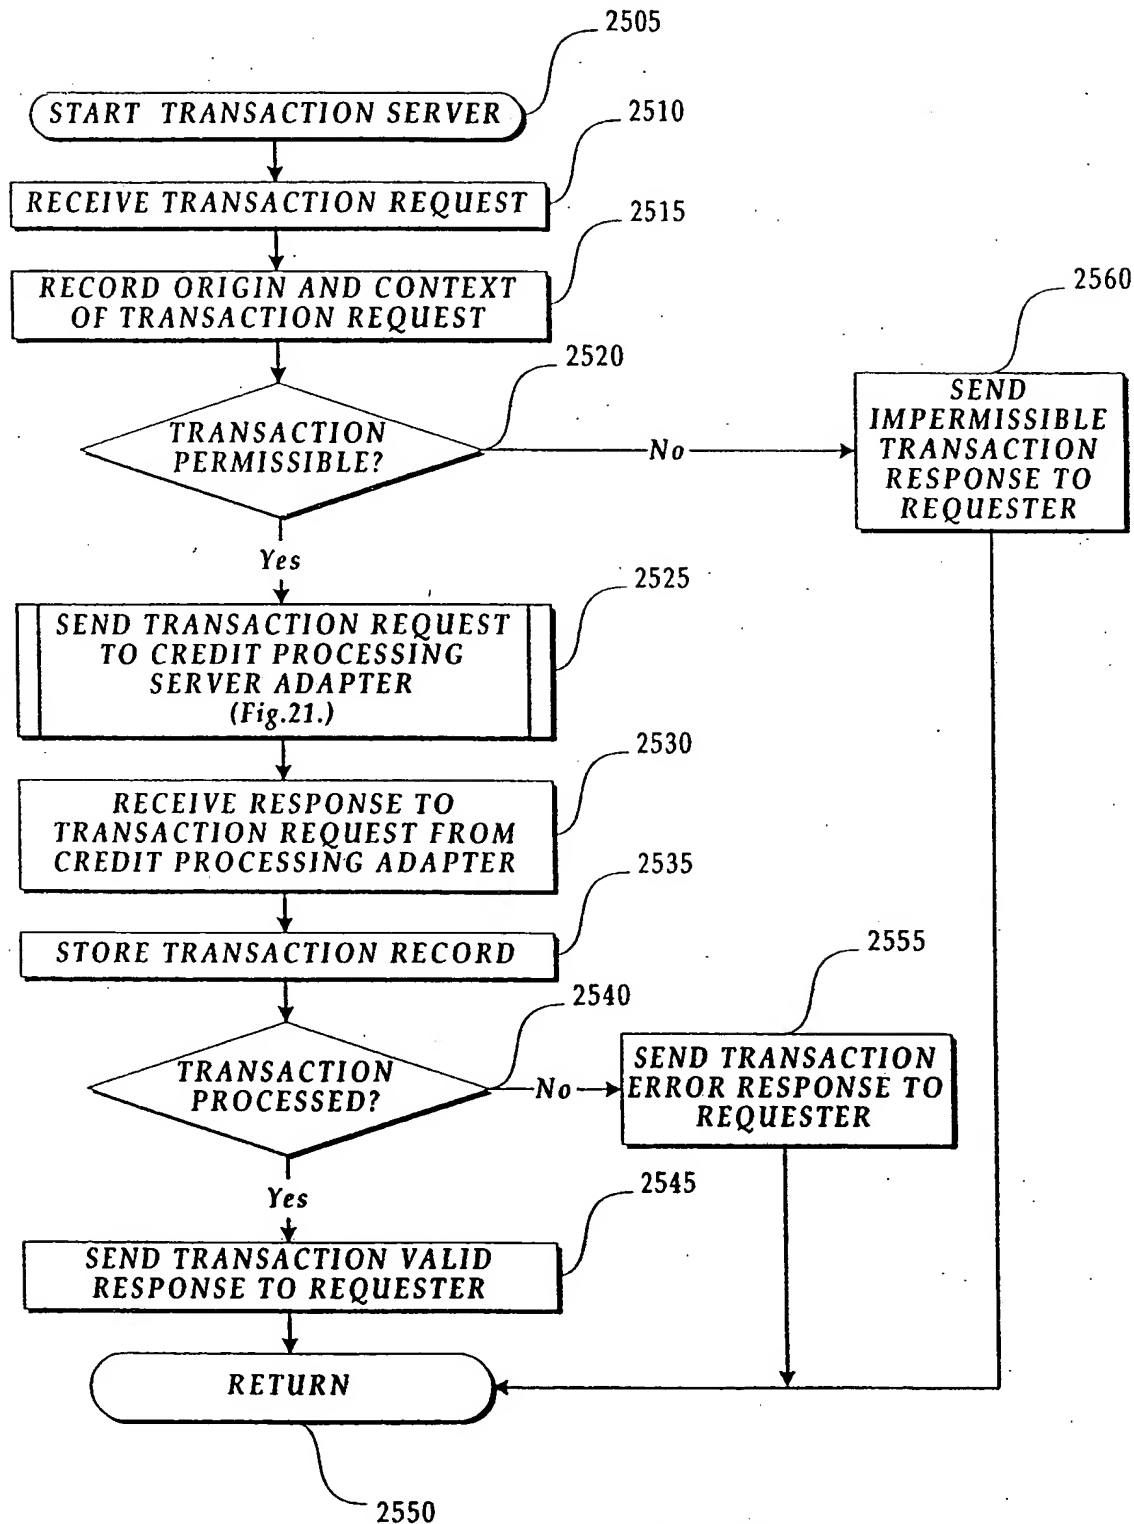 2505
START TRANSACTION SERVER
2510
RECEIVE TRANSACTION REQUEST
2515
RECORD ORIGIN AND CONTEXT
OF TRANSACTION REQUEST
2560
2520
SEND
IMPERMISSIBLE
TRANSACTION
RESPONSE TO
REQUESTER
TRANSACTION
PERMISSIBLE?
No
Yes
2525
SEND TRANSACTION REQUEST
TO CREDIT PROCESSING
SERVER ADAPTER
(Fig.21.)
2530
RECEIVE RESPONSE TO
TRANSACTION REQUEST FROM
CREDIT PROCESSING ADAPTER
2535
STORE TRANSACTION RECORD
2555
2540
SEND TRANSACTION
ERROR RESPONSE TO
REQUESTER
TRANSACTION
PROCESSED?
No
Yes
2545
SEND TRANSACTION VALID
RESPONSE TO REQUESTER
RETURN
2550